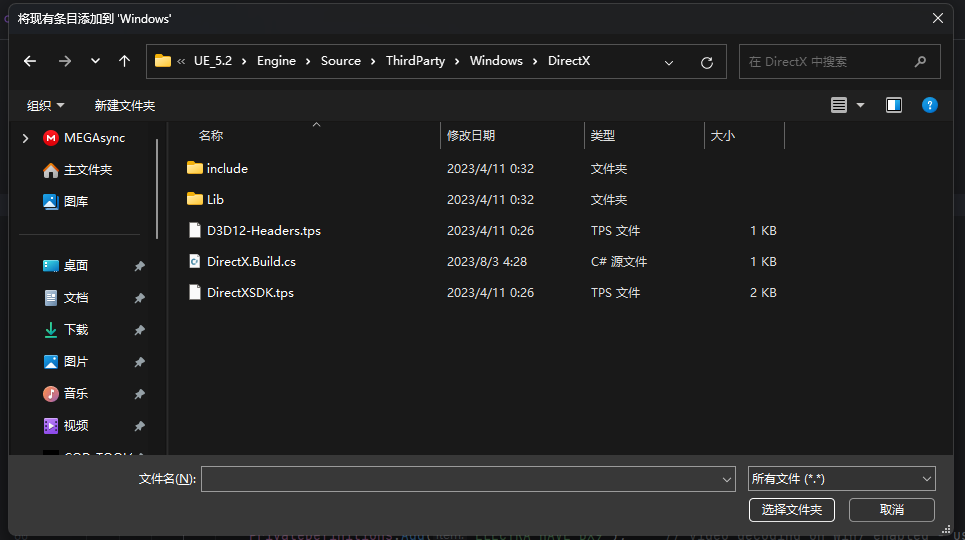 将现有条目添加到 'Windows'
« UE_5.2 › Engine › Source › ThirdParty › Windows › DirectX
在 DirectX 中搜索
组织 新建文件夹
名称 修改日期 类型 大小
MEGAsync
主文件夹
图库
桌面
文档
下载
图片
音乐
视频
include 2023/4/11 0:32 文件夹
Lib 2023/4/11 0:32 文件夹
D3D12-Headers.tps 2023/4/11 0:26 TPS 文件 1 KB
DirectX.Build.cs 2023/8/3 4:28 C# 源文件 1 KB
DirectXSDK.tps 2023/4/11 0:26 TPS 文件 2 KB
文件名(N):
所有文件 (*.*)
选择文件夹 取消